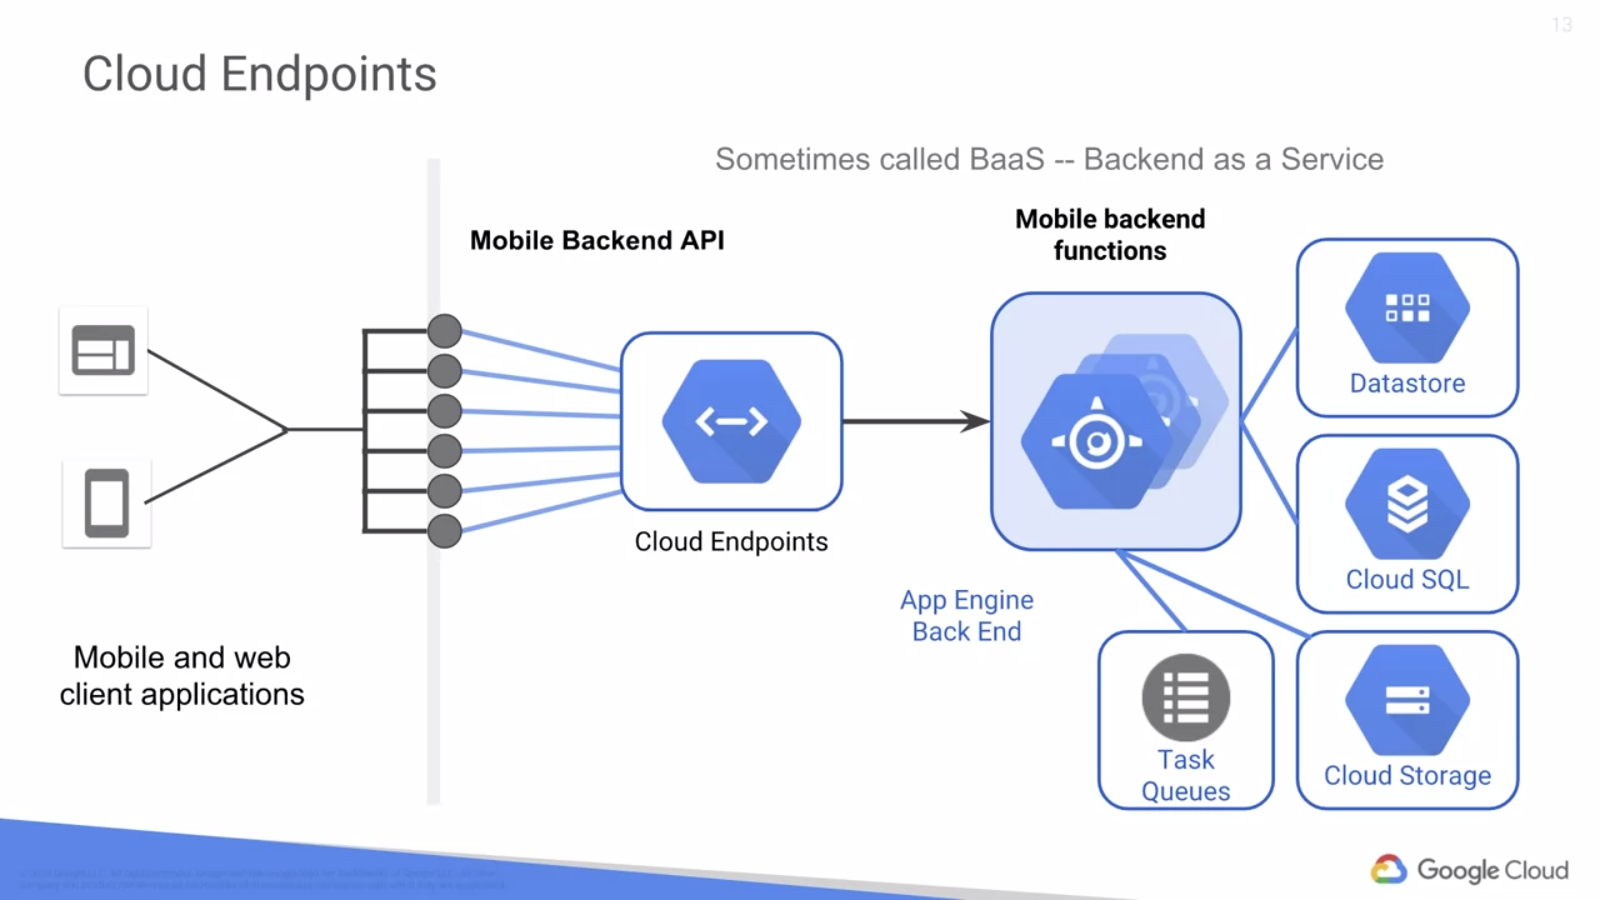 13
Cloud Endpoints
Sometimes called BaaS -- Backend as a Service
Mobile Backend API
Mobile backend
functions
Datastore
Cloud Endpoints
Cloud SQL
App Engine
Back End
Mobile and web
client applications
Task
Queues
Cloud Storage
Google Cloud